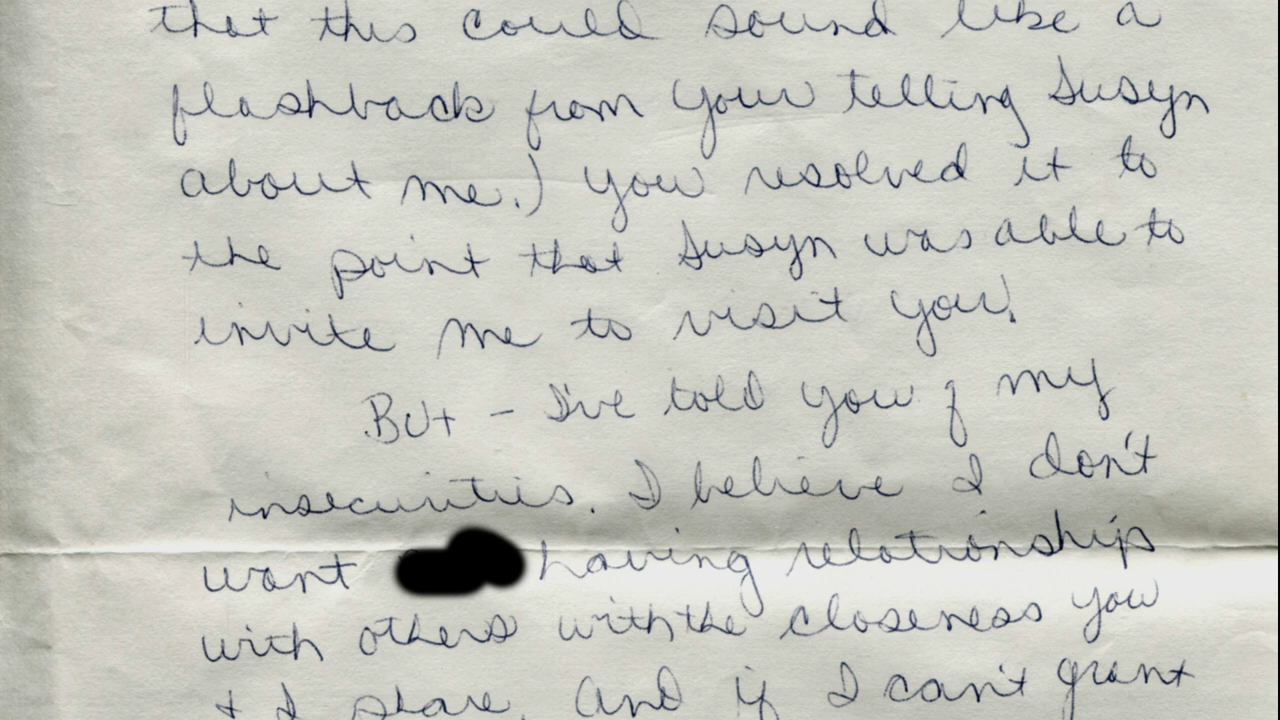 that this could sound like a
flashback from your telling Susyn
about me.) You resolved it to
the point that Susyn was able to
invite me to visit you!
But - I've told you of my
insecurities. I believe I don't
want having relationships
with others with the closeness you
& I share. And if I can't grant